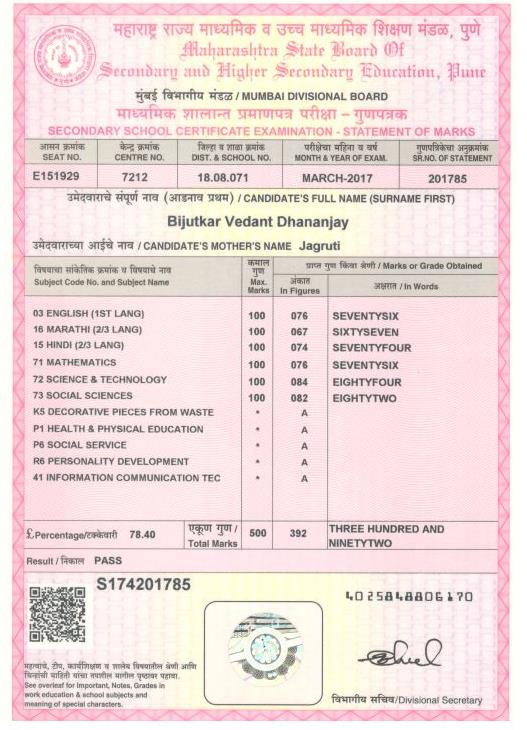 महाराष्ट्र राज्य माध्यमिक व उच्च माध्यमिक शिक्षण मंडळ, पुणे
Maharashtra State Board Of
Secondary and Higher Secondary Education, Pune
मुंबई विभागीय मंडळ / MUMBAI DIVISIONAL BOARD
माध्यमिक शालान्त प्रमाणपत्र परीक्षा – गुणपत्रक
SECONDARY SCHOOL CERTIFICATE EXAMINATION - STATEMENT OF MARKS
आसन क्रमांक केन्द्र क्रमांक जिल्हा व शाळा क्रमांक परीक्षेचा महिना व वर्ष गुणपत्रिकेचा अनुक्रमांक
SEAT NO. CENTRE NO. DIST. & SCHOOL NO. MONTH & YEAR OF EXAM. SR.NO. OF STATEMENT
E151929 7212 18.08.071 MARCH-2017 201785
उमेदवाराचे संपूर्ण नाव (आडनाव प्रथम) / CANDIDATE'S FULL NAME (SURNAME FIRST)
Bijutkar Vedant Dhananjay
उमेदवाराच्या आईचे नाव / CANDIDATE'S MOTHER'S NAME Jagruti
विषयाचा सांकेतिक क्रमांक व विषयाचे नाव
Subject Code No. and Subject Name
कमाल
गुण
Max.
Marks
प्राप्त गुण किंवा श्रेणी / Marks or Grade Obtained
अंकात
In Figures
अक्षरात / In Words
03 ENGLISH (1ST LANG) 100 076 SEVENTYSIX
16 MARATHI (2/3 LANG) 100 067 SIXTYSEVEN
15 HINDI (2/3 LANG) 100 074 SEVENTYFOUR
71 MATHEMATICS 100 076 SEVENTYSIX
72 SCIENCE & TECHNOLOGY 100 084 EIGHTYFOUR
73 SOCIAL SCIENCES 100 082 EIGHTYTWO
K5 DECORATIVE PIECES FROM WASTE * A
P1 HEALTH & PHYSICAL EDUCATION * A
P6 SOCIAL SERVICE * A
R6 PERSONALITY DEVELOPMENT * A
41 INFORMATION COMMUNICATION TEC * A
£ Percentage/टक्केवारी 78.40
एकूण गुण /
Total Marks
500 392
THREE HUNDRED AND
NINETYTWO
Result / निकाल PASS
S174201785
4025848806170
महत्वाचे, टीप, कार्यशिक्षण व शालेय विषयातील श्रेणी आणि
चिन्हांची माहिती यांचा तपशील मागील पृष्ठावर पहावा.
See overleaf for Important, Notes, Grades in
work education & school subjects and
meaning of special characters.
विभागीय सचिव/Divisional Secretary